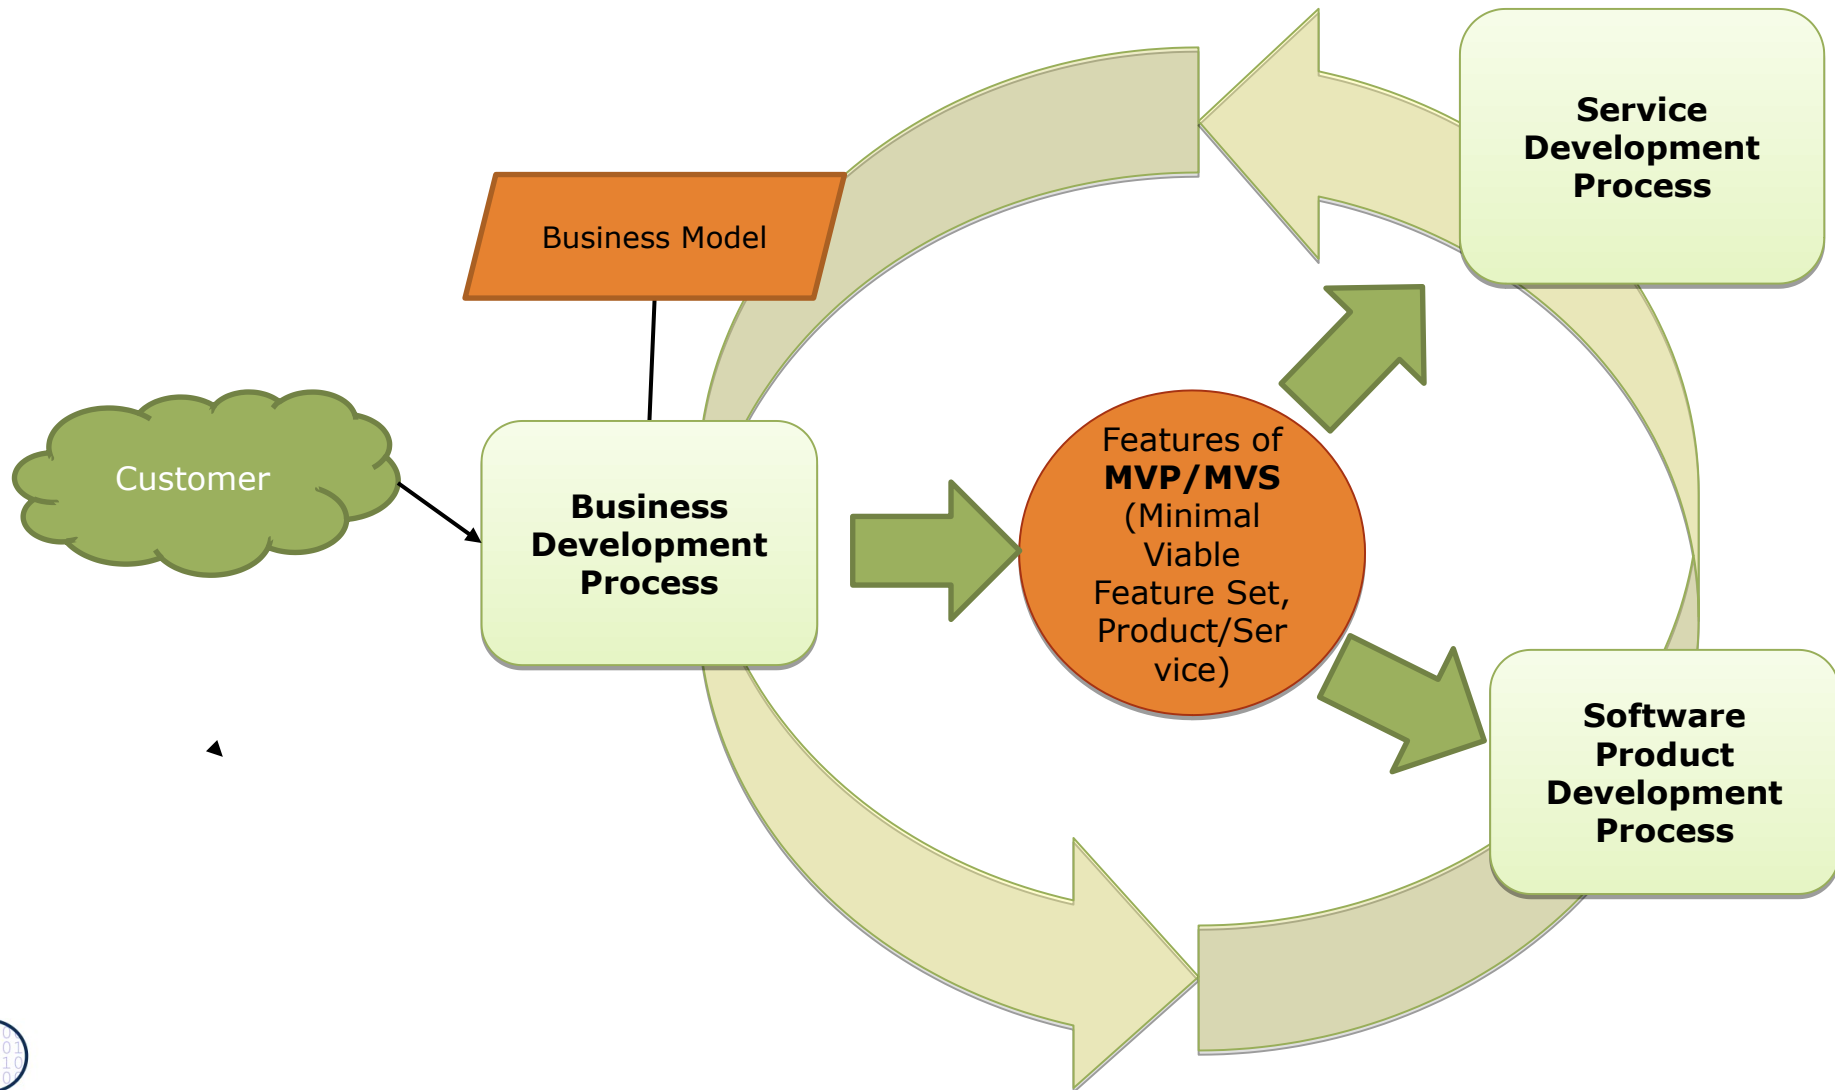 Service
Development
Process
Business Model
Customer
Business
Development
Process
Features of
MVP/MVS
(Minimal
Viable
Feature Set,
Product/Ser
vice)
Software
Product
Development
Process